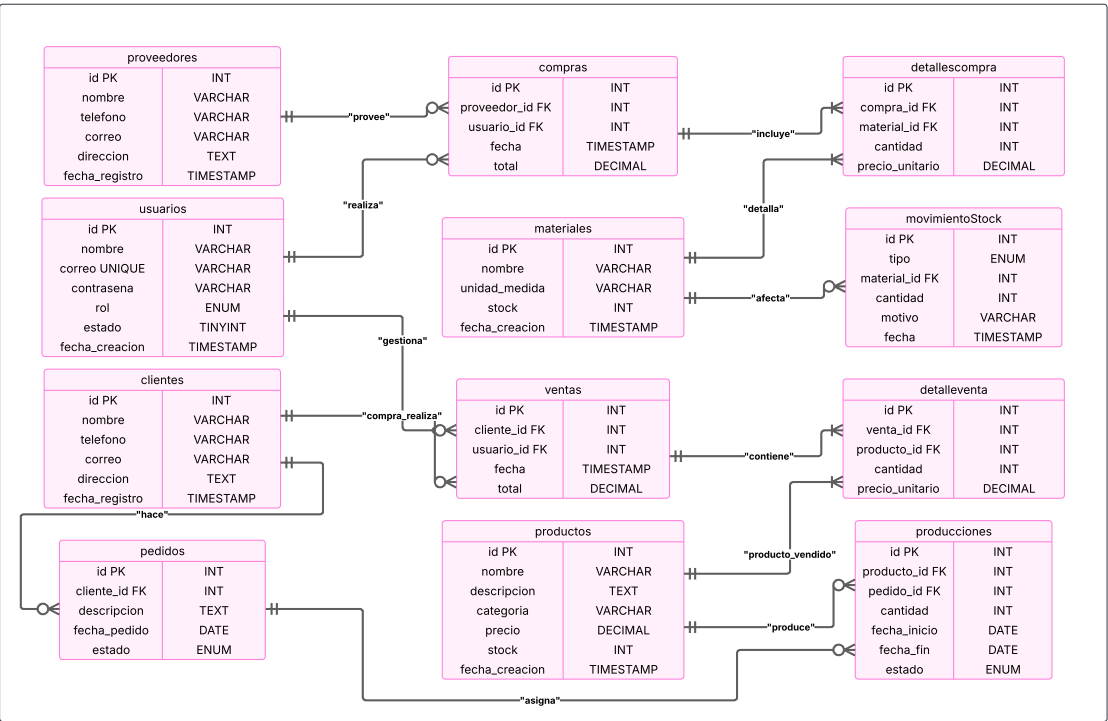 proveedores
id PK INT
nombre VARCHAR
telefono VARCHAR
correo VARCHAR
direccion TEXT
fecha_registro TIMESTAMP
"provee"
compras
id PK INT
proveedor_id FK INT
usuario_id FK INT
fecha TIMESTAMP
total DECIMAL
"incluye"
detallescompra
id PK INT
compra_id FK INT
material_id FK INT
cantidad INT
precio_unitario DECIMAL
usuarios
id PK INT
nombre VARCHAR
correo UNIQUE VARCHAR
contrasena VARCHAR
rol ENUM
estado TINYINT
fecha_creacion TIMESTAMP
"realiza"
"gestiona"
materiales
id PK INT
nombre VARCHAR
unidad_medida VARCHAR
stock INT
fecha_creacion TIMESTAMP
"detalla"
"afecta"
movimientoStock
id PK INT
tipo ENUM
material_id FK INT
cantidad INT
motivo VARCHAR
fecha TIMESTAMP
clientes
id PK INT
nombre VARCHAR
telefono VARCHAR
correo VARCHAR
direccion TEXT
fecha_registro TIMESTAMP
"compra_realiza"
"hace"
ventas
id PK INT
cliente_id FK INT
usuario_id FK INT
fecha TIMESTAMP
total DECIMAL
"contiene"
detalleventa
id PK INT
venta_id FK INT
producto_id FK INT
cantidad INT
precio_unitario DECIMAL
pedidos
id PK INT
cliente_id FK INT
descripcion TEXT
fecha_pedido DATE
estado ENUM
productos
id PK INT
nombre VARCHAR
descripcion TEXT
categoria VARCHAR
precio DECIMAL
stock INT
fecha_creacion TIMESTAMP
"producto_vendido"
"produce"
producciones
id PK INT
producto_id FK INT
pedido_id FK INT
cantidad INT
fecha_inicio DATE
fecha_fin DATE
estado ENUM
"asigna"